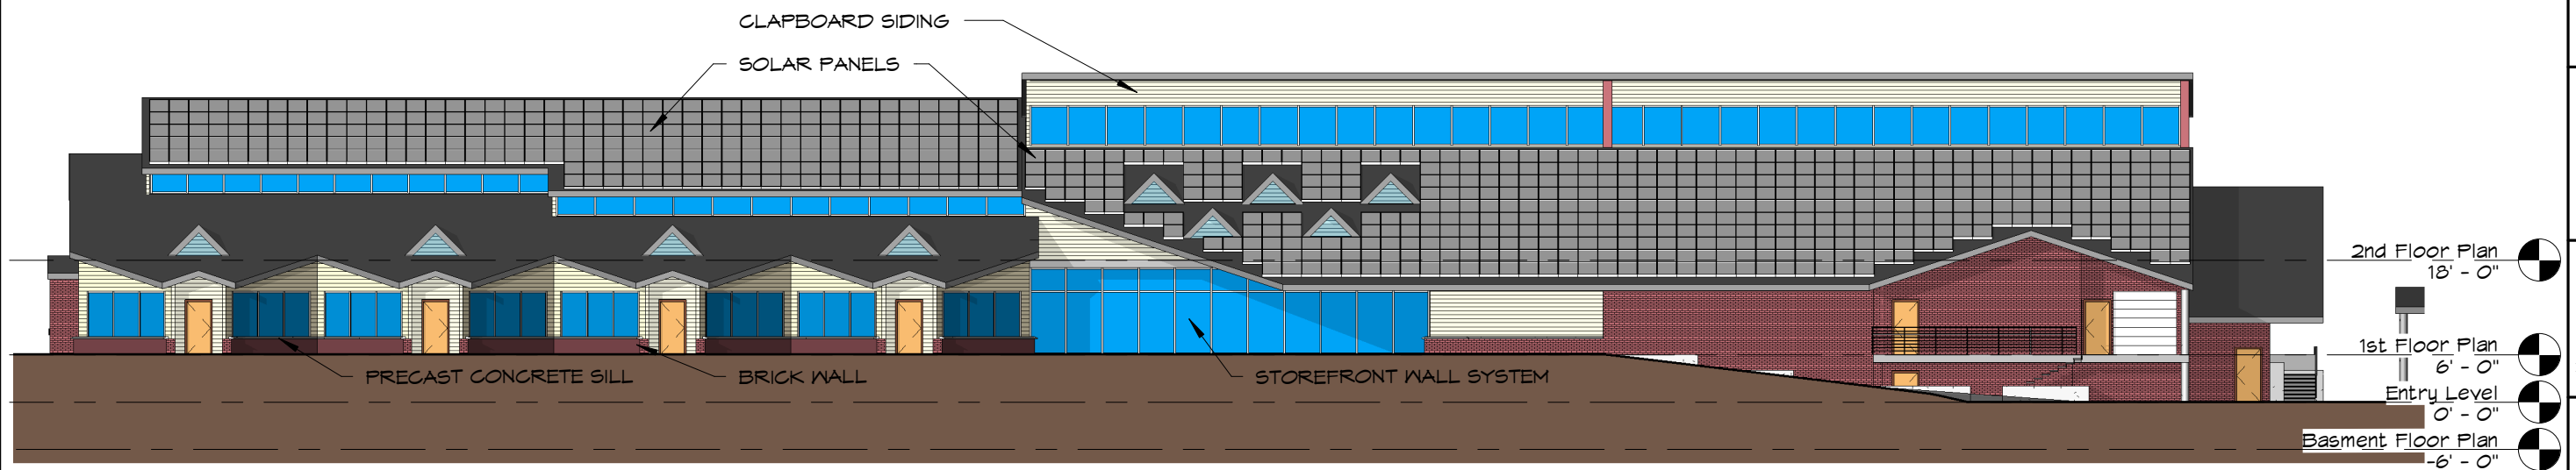 CLAPBOARD SIDING
SOLAR PANELS
2nd Floor Plan
18' - 0"
1st Floor Plan
6' - 0"
PRECAST CONCRETE SILL
BRICK WALL
STOREFRONT WALL SYSTEM
Entry Level
0' - 0"
Basment Floor Plan
-6' - 0"